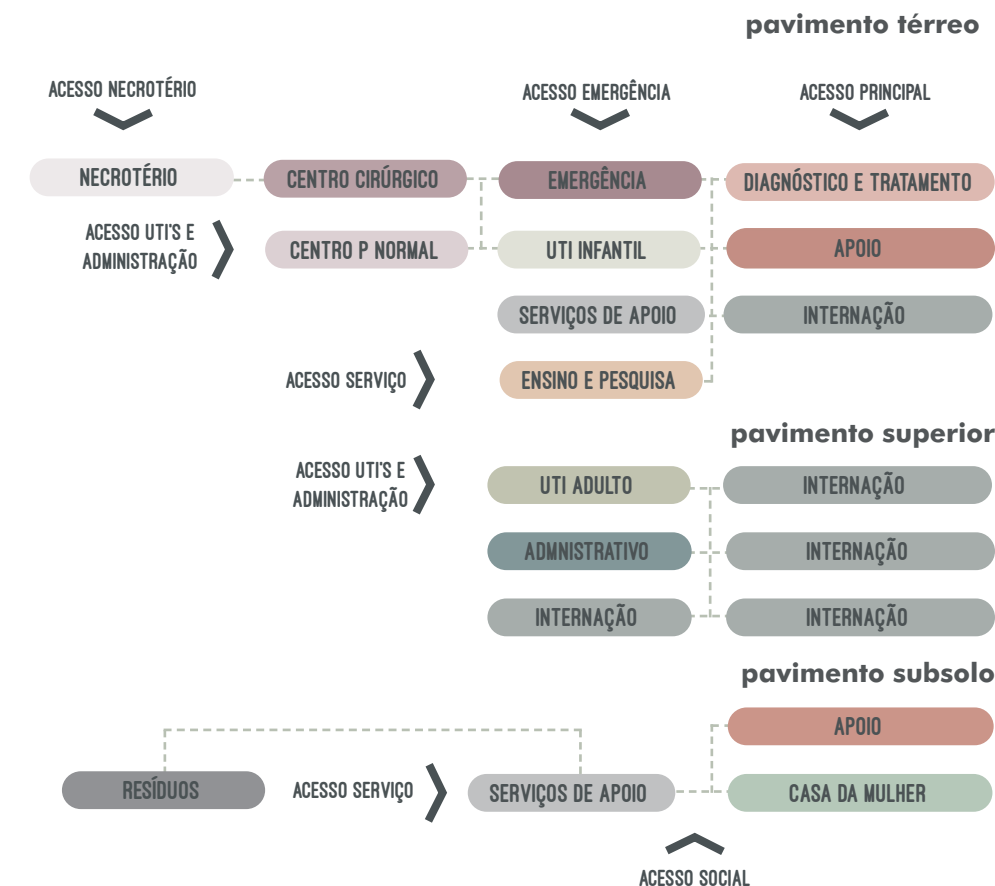 pavimento térreo
ACESSO NECROTÉRIO
ACESSO EMERGÊNCIA
ACESSO PRINCIPAL
NECROTÉRIO
CENTRO CIRÚRGICO
EMERGÊNCIA
DIAGNÓSTICO E TRATAMENTO
ACESSO UTI'S E
ADMINISTRAÇÃO
CENTRO P NORMAL
UTI INFANTIL
APOIO
SERVIÇOS DE APOIO
INTERNAÇÃO
ACESSO SERVIÇO
ENSINO E PESQUISA
pavimento superior
ACESSO UTI'S E
ADMINISTRAÇÃO
UTI ADULTO
INTERNAÇÃO
ADMNISTRATIVO
INTERNAÇÃO
INTERNAÇÃO
INTERNAÇÃO
pavimento subsolo
APOIO
RESÍDUOS
ACESSO SERVIÇO
SERVIÇOS DE APOIO
CASA DA MULHER
ACESSO SOCIAL